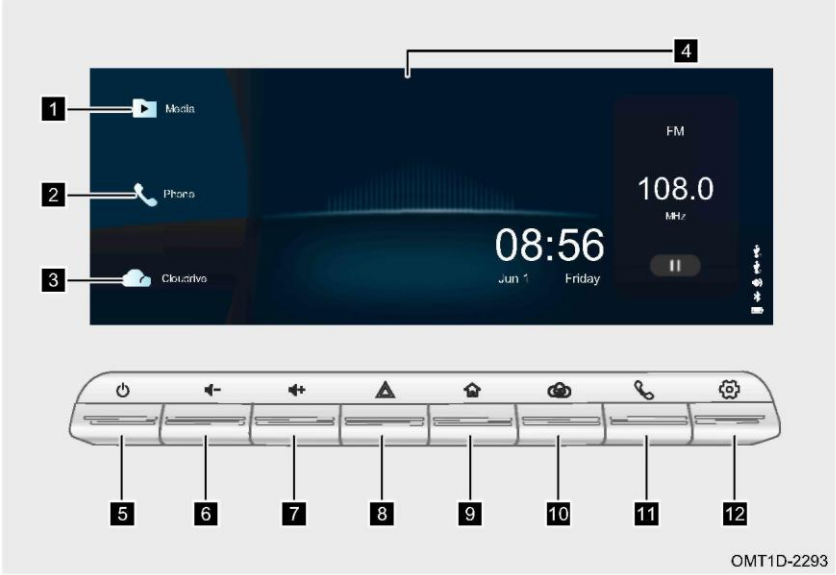 4
1
Media
FM
2
Phone
108.0
MHz
08:56
3
Cloudrive
Jun 1 Friday
5 6 7 8 9 10 11 12
OMT1D-2293